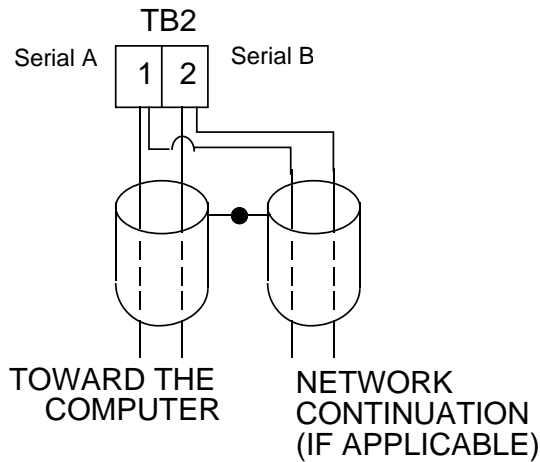 TB2
Serial A
1 2
Serial B
TOWARD THE
COMPUTER
NETWORK
CONTINUATION
(IF APPLICABLE)